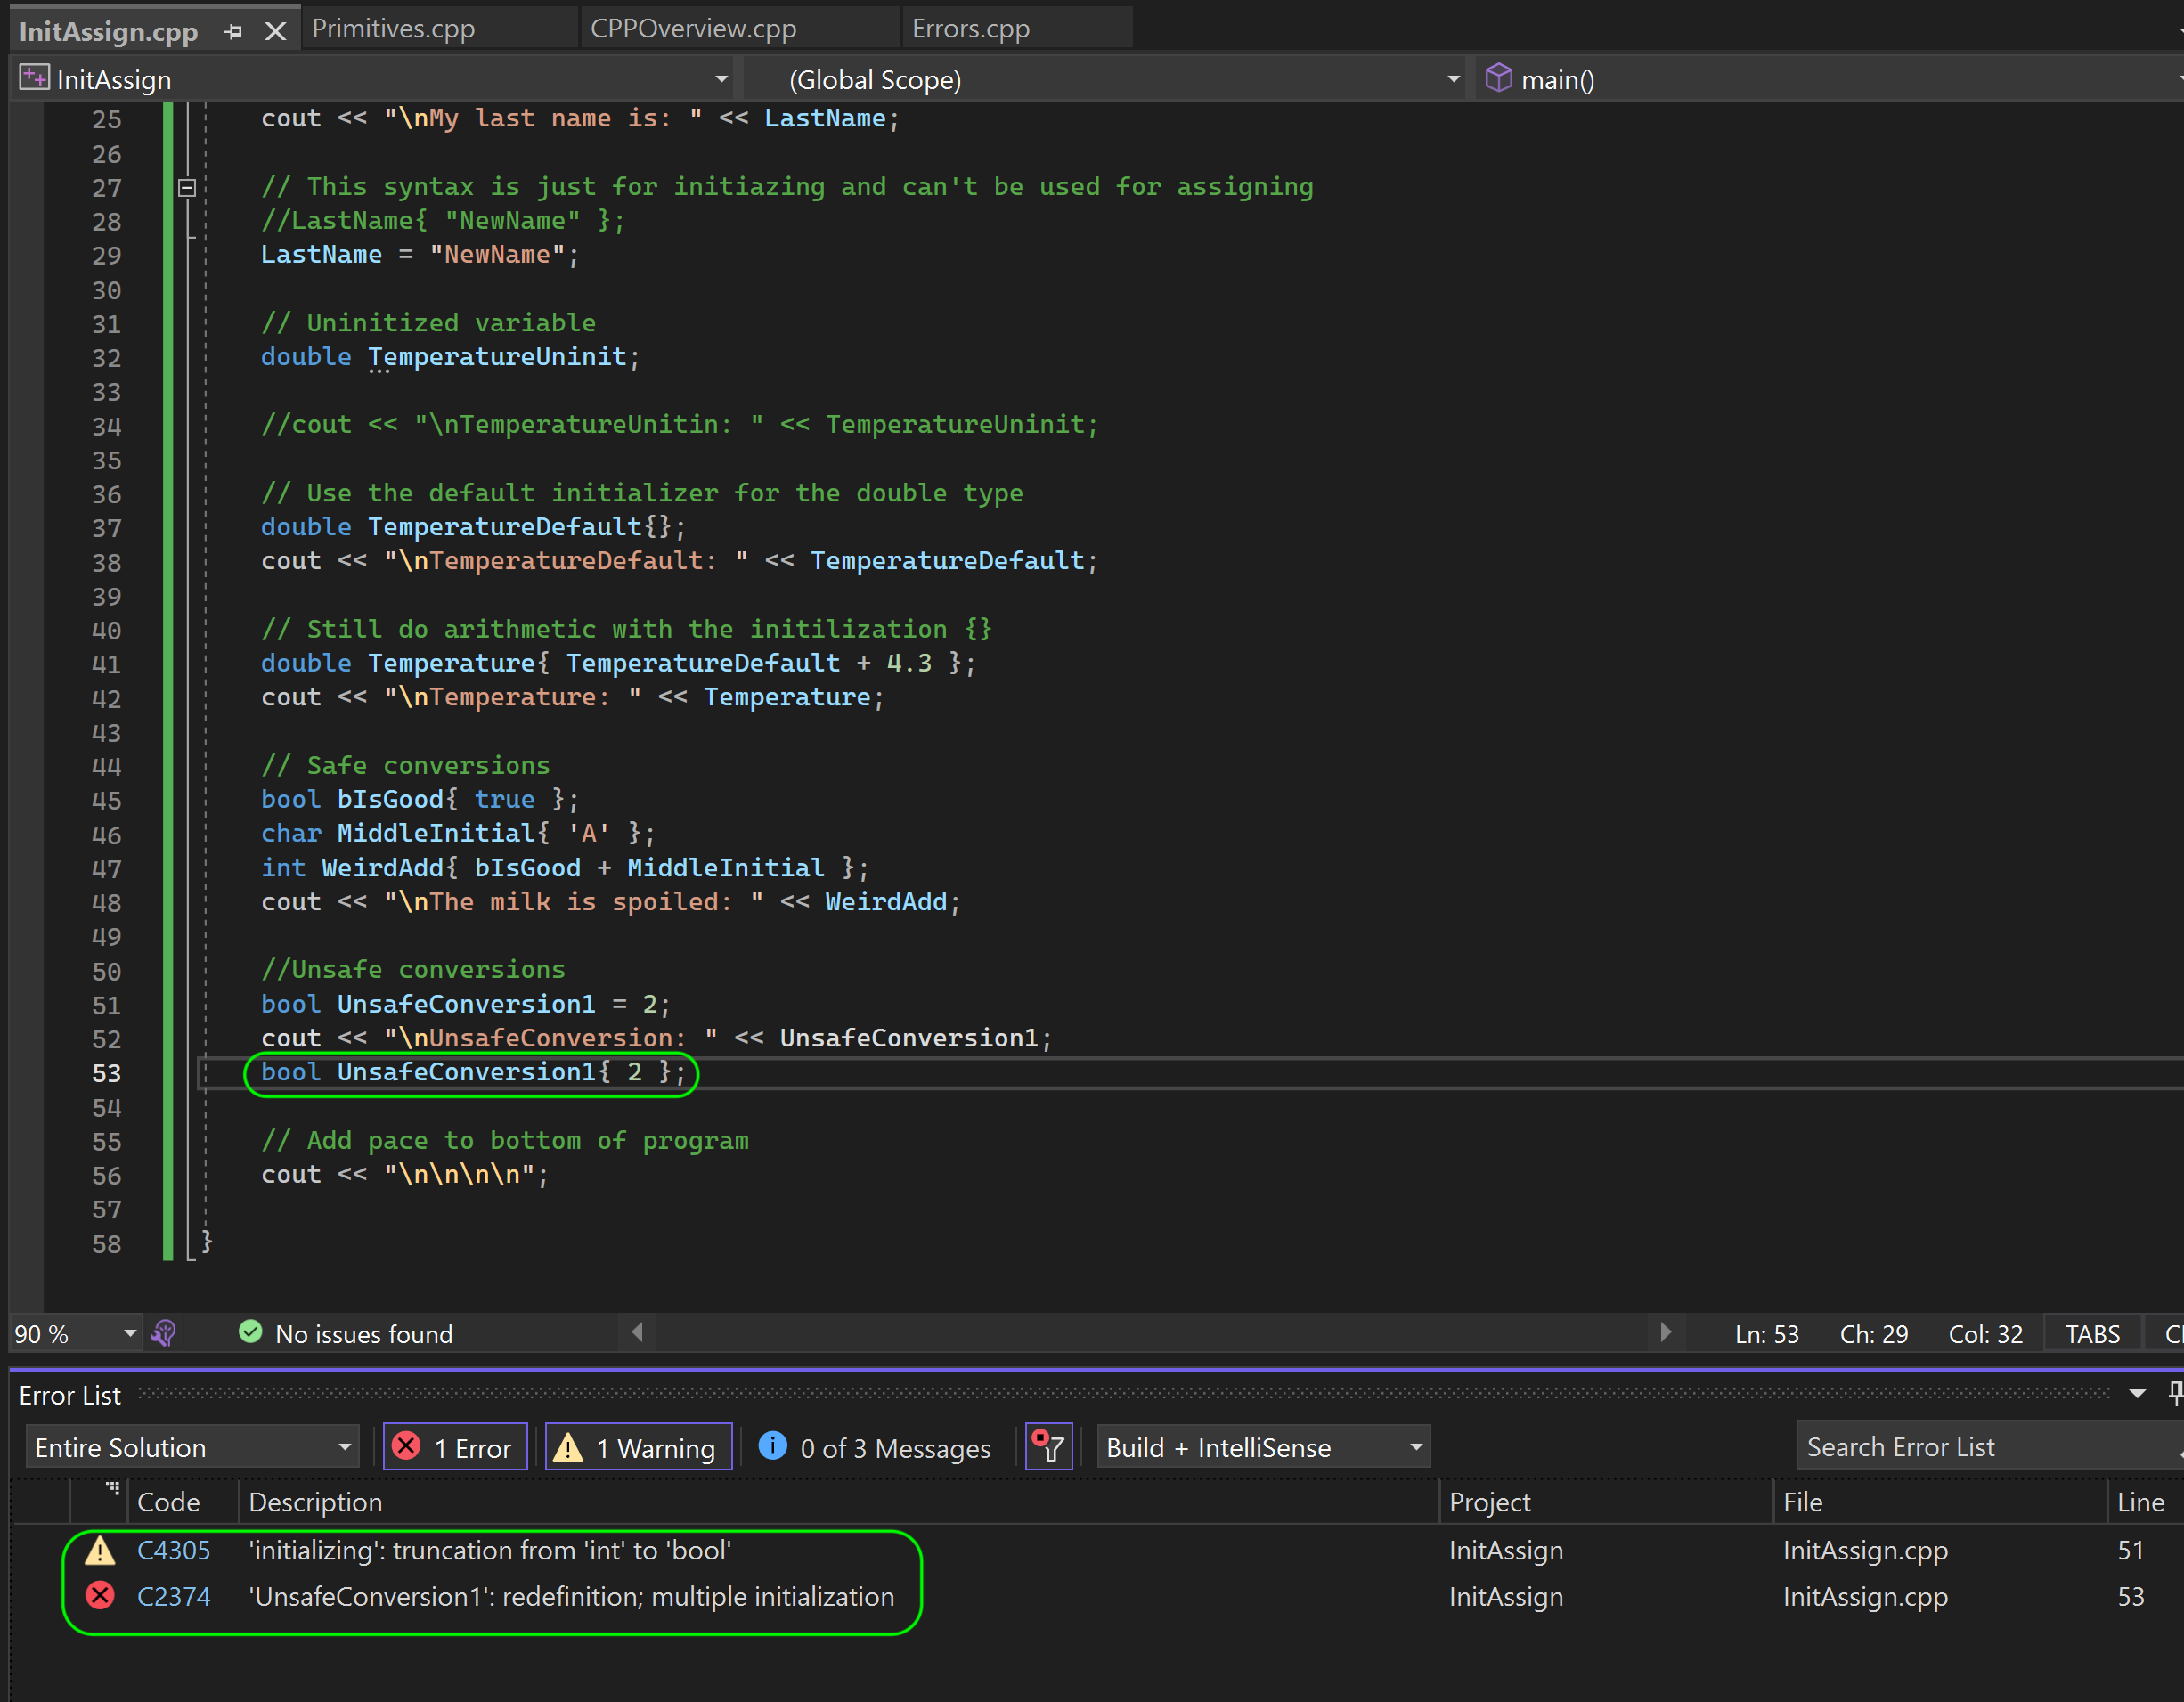 InitAssign.cpp Primitives.cpp CPPOverview.cpp Errors.cpp
InitAssign (Global Scope) main()
25 cout << "\nMy last name is: " << LastName;
26
27 // This syntax is just for initiazing and can't be used for assigning
28 //LastName{ "NewName" };
29 LastName = "NewName";
30
31 // Uninitized variable
32 double TemperatureUninit;
33
34 //cout << "\nTemperatureUnitin: " << TemperatureUninit;
35
36 // Use the default initializer for the double type
37 double TemperatureDefault{};
38 cout << "\nTemperatureDefault: " << TemperatureDefault;
39
40 // Still do arithmetic with the initilization {}
41 double Temperature{ TemperatureDefault + 4.3 };
42 cout << "\nTemperature: " << Temperature;
43
44 // Safe conversions
45 bool bIsGood{ true };
46 char MiddleInitial{ 'A' };
47 int WeirdAdd{ bIsGood + MiddleInitial };
48 cout << "\nThe milk is spoiled: " << WeirdAdd;
49
50 //Unsafe conversions
51 bool UnsafeConversion1 = 2;
52 cout << "\nUnsafeConversion: " << UnsafeConversion1;
53 bool UnsafeConversion1{ 2 };
54
55 // Add pace to bottom of program
56 cout << "\n\n\n\n";
57
58 }
90 % No issues found Ln: 53 Ch: 29 Col: 32 TABS
Error List
Entire Solution 1 Error 1 Warning 0 of 3 Messages Build + IntelliSense Search Error List
Code Description Project File Line
C4305 'initializing': truncation from 'int' to 'bool' InitAssign InitAssign.cpp 51
C2374 'UnsafeConversion1': redefinition; multiple initialization InitAssign InitAssign.cpp 53